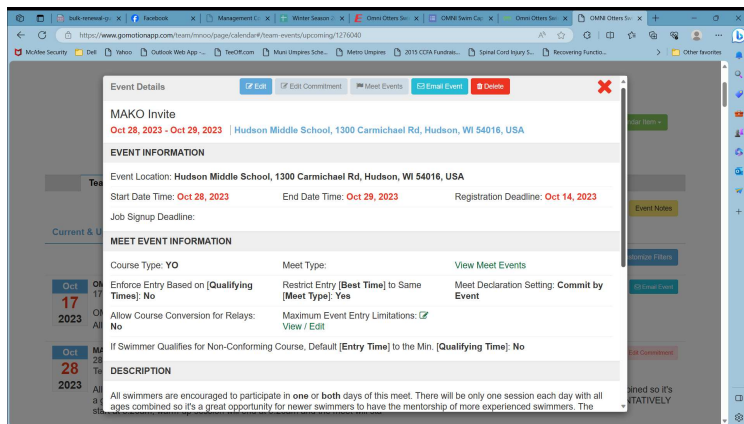 bulk-renewal-gu
Facebook
Management Co
Winter Season 2
Omni Otters Swi
OMNI Swim Cap
Omni Otters Swi
OMNI Otters Swi
https://www.gomotionapp.com/team/mnoo/page/calendar#/team-events/upcoming/1276040
McAfee Security
Dell
Yahoo
Outlook Web App -...
TeeOff.com
Muni Umpires Sche...
Metro Umpires
2015 CCFA Fundrais...
Spinal Cord Injury S...
Recovering Functio...
Other favorites
Event Details
Edit
Edit Commitment
Meet Events
Email Event
Delete
MAKO Invite
Oct 28, 2023 - Oct 29, 2023 | Hudson Middle School, 1300 Carmichael Rd, Hudson, WI 54016, USA
EVENT INFORMATION
Event Location: Hudson Middle School, 1300 Carmichael Rd, Hudson, WI 54016, USA
Start Date Time: Oct 28, 2023
End Date Time: Oct 29, 2023
Registration Deadline: Oct 14, 2023
Job Signup Deadline:
MEET EVENT INFORMATION
Course Type: YO
Meet Type:
View Meet Events
Enforce Entry Based on [Qualifying
Times]: No
Restrict Entry [Best Time] to Same
[Meet Type]: Yes
Meet Declaration Setting: Commit by
Event
Allow Course Conversion for Relays:
No
Maximum Event Entry Limitations:
View / Edit
If Swimmer Qualifies for Non-Conforming Course, Default [Entry Time] to the Min. [Qualifying Time]: No
DESCRIPTION
All swimmers are encouraged to participate in one or both days of this meet. There will be only one session each day with all
ages combined so it's a great opportunity for newer swimmers to have the mentorship of more experienced swimmers. The
Tea
Current & U
Oct
17
2023
Oct
28
2023
Event Notes
Email Event
Edit Commitment